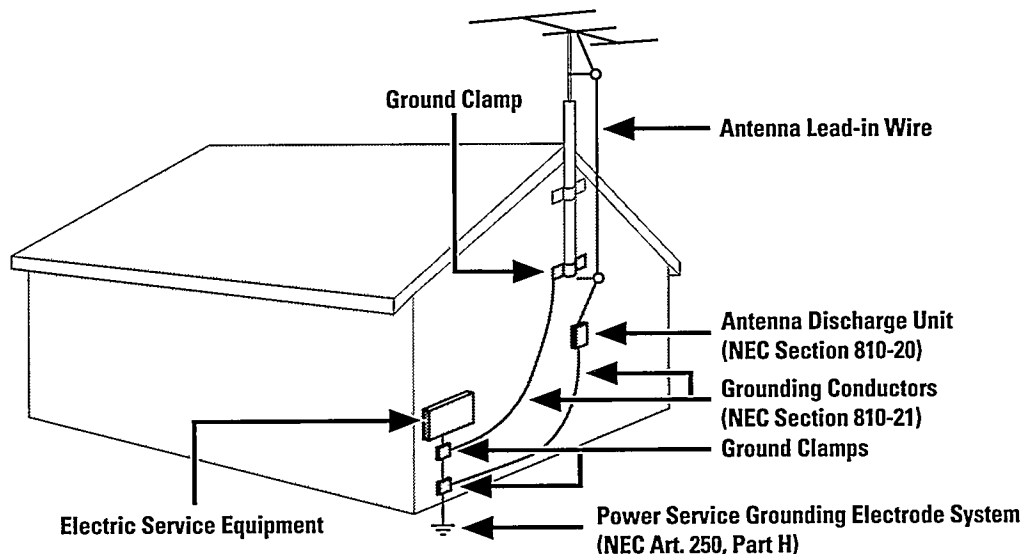 Ground Clamp
Antenna Lead-in Wire
Antenna Discharge Unit
(NEC Section 810-20)
Grounding Conductors
(NEC Section 810-21)
Ground Clamps
Electric Service Equipment
Power Service Grounding Electrode System
(NEC Art. 250, Part H)